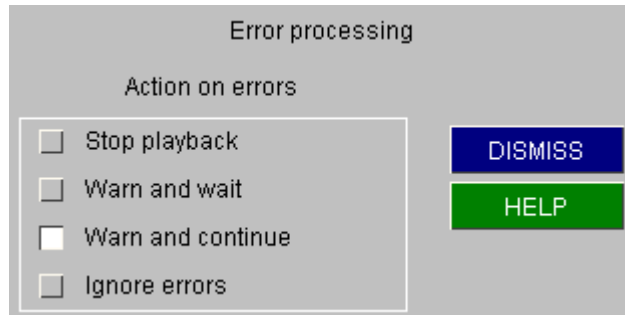 Error processing
Action on errors
Stop playback
Warn and wait
Warn and continue
Ignore errors
DISMISS
HELP